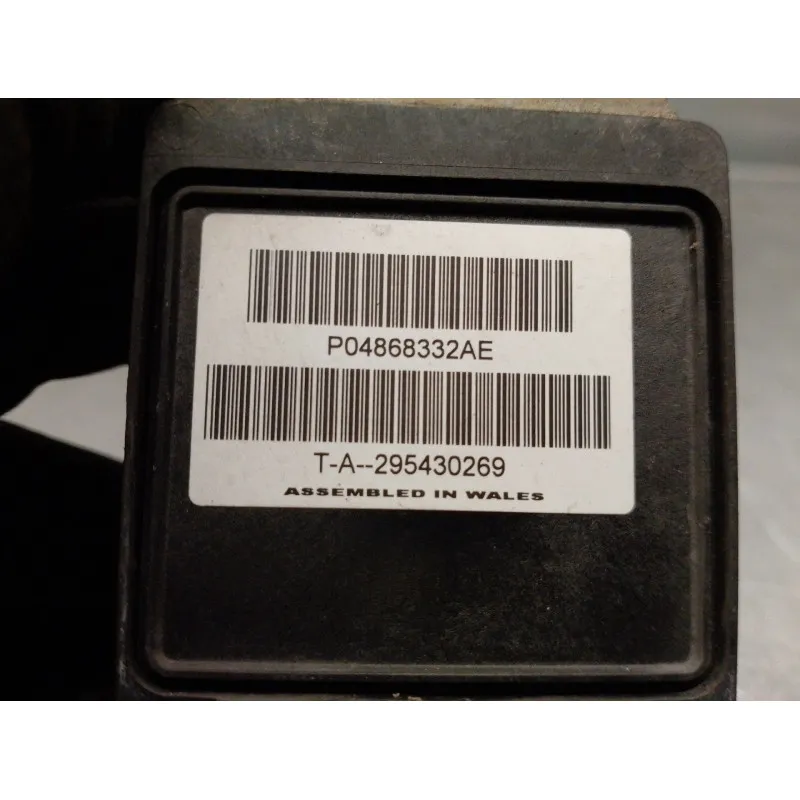 P04868332AE
T-A--295430269
ASSEMBLED IN WALES